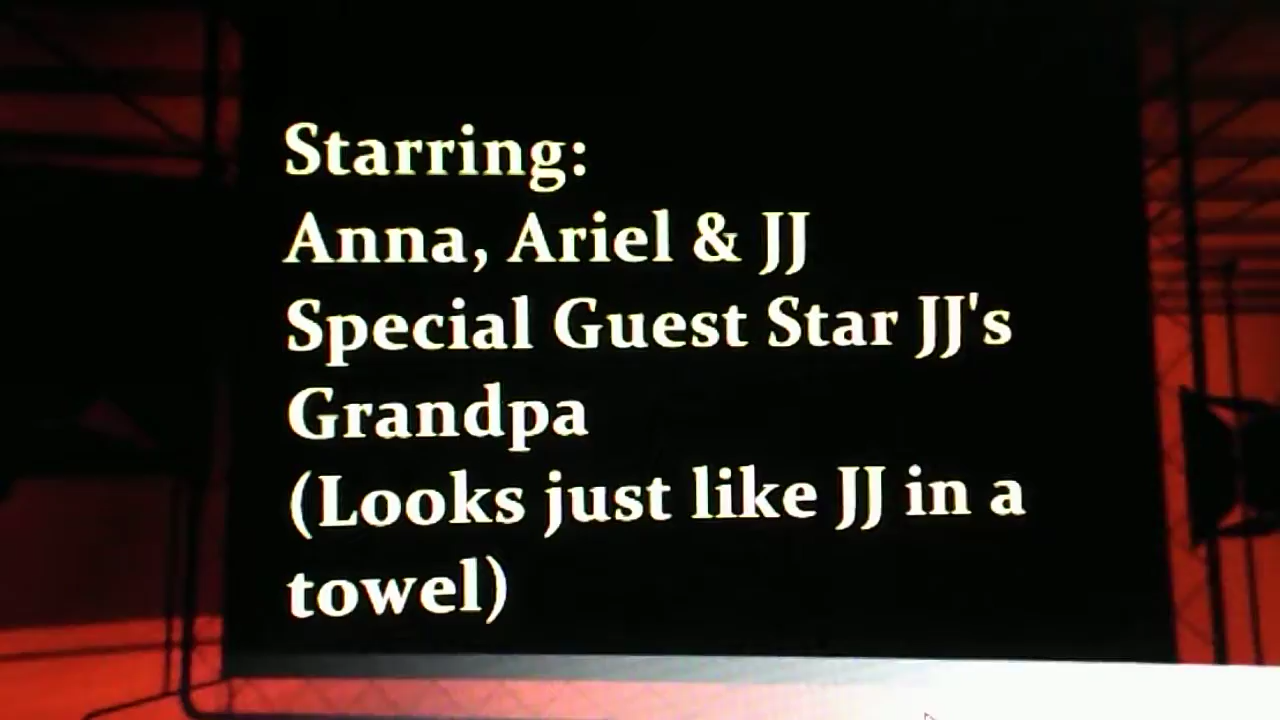 Starring:
Anna, Ariel & JJ
Special Guest Star JJ's
Grandpa
(Looks just like JJ in a
towel)